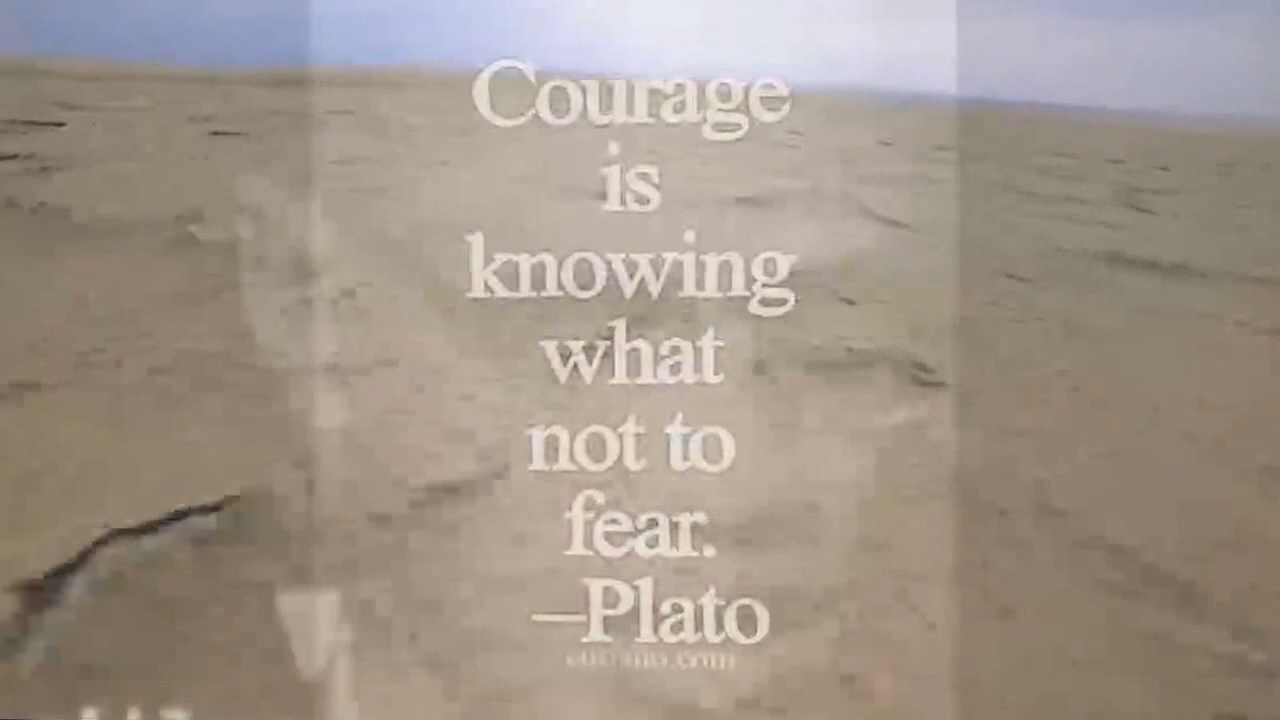 Courage
is
knowing
what
not to
fear.
—Plato